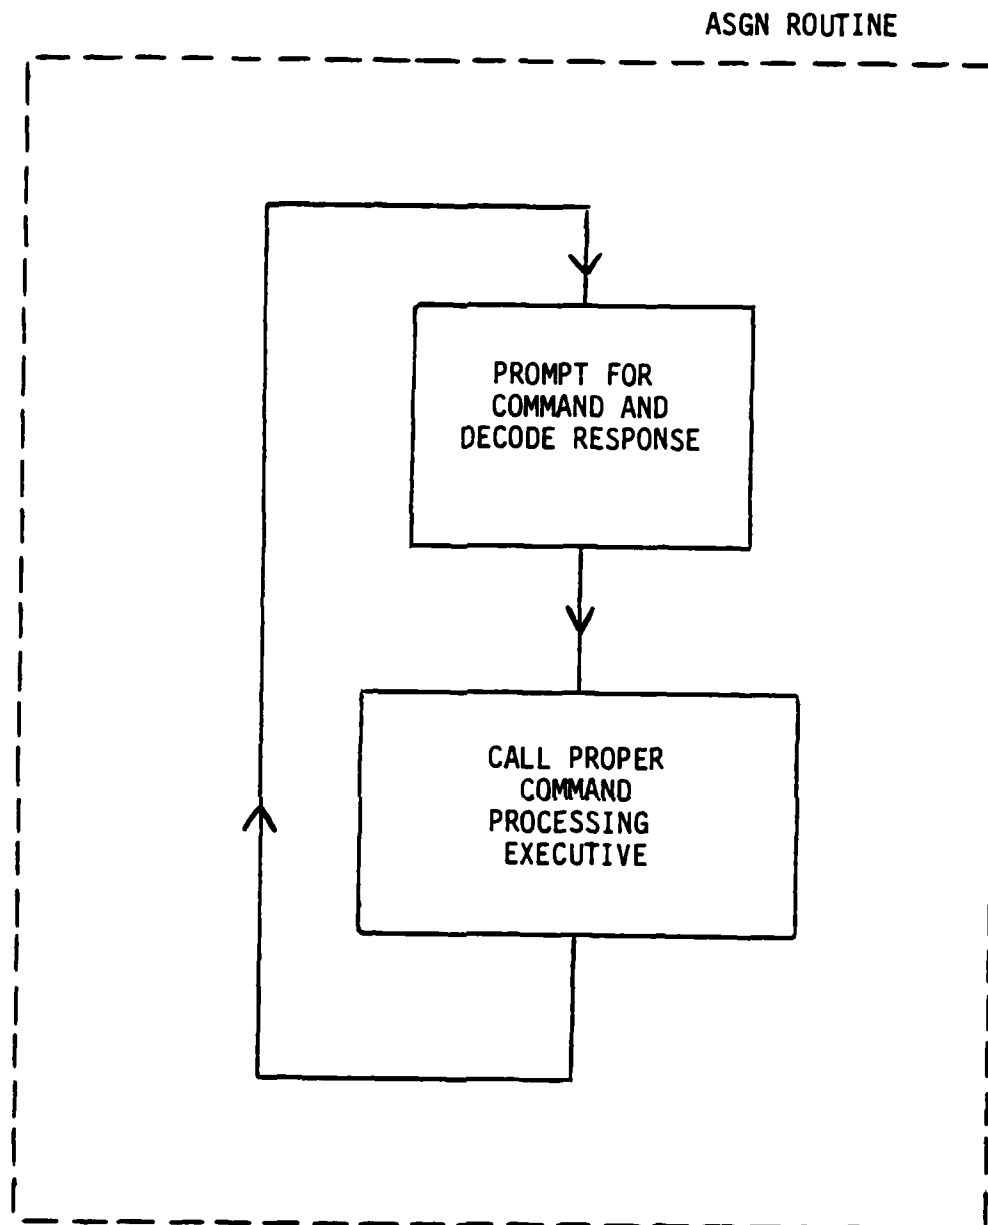 ASGN ROUTINE
PROMPT FOR
COMMAND AND
DECODE RESPONSE
CALL PROPER
COMMAND
PROCESSING
EXECUTIVE